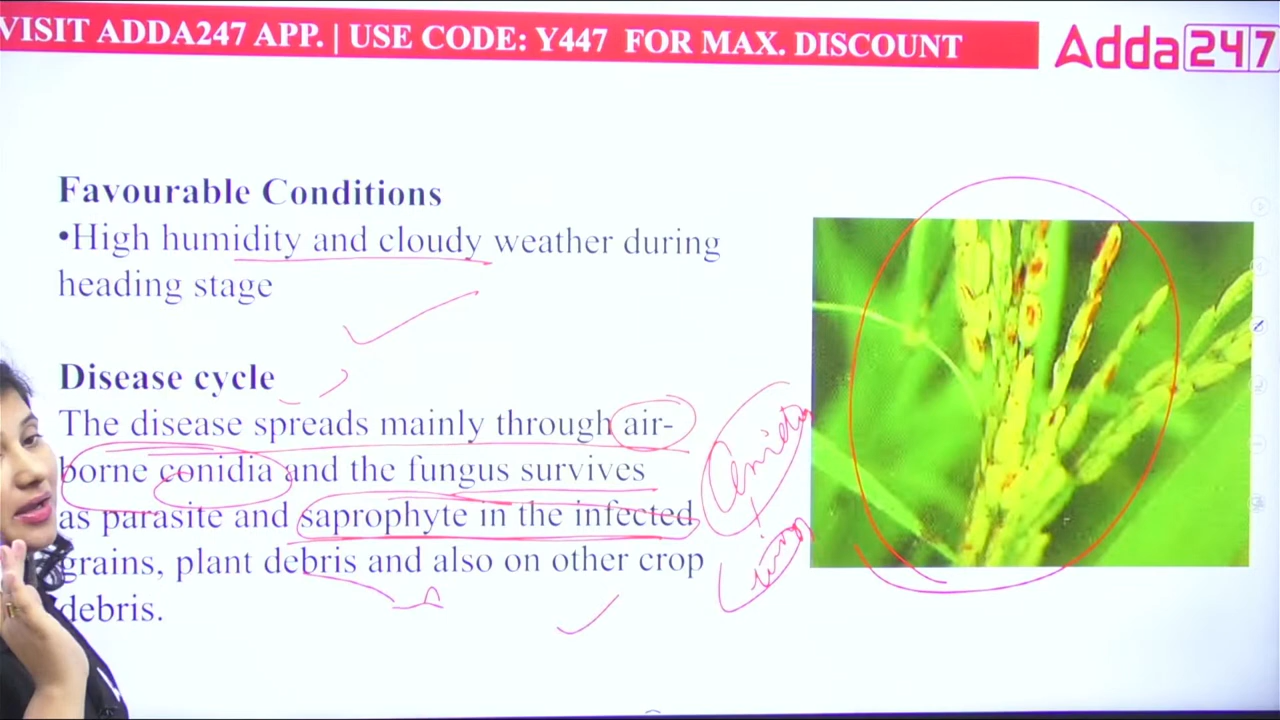 VISIT ADDA247 APP. | USE CODE: Y447 FOR MAX. DISCOUNT
Adda247
Favourable Conditions
•High humidity and cloudy weather during
heading stage
Disease cycle
The disease spreads mainly through air-
borne conidia and the fungus survives
as parasite and saprophyte in the infected
grains, plant debris and also on other crop
debris.